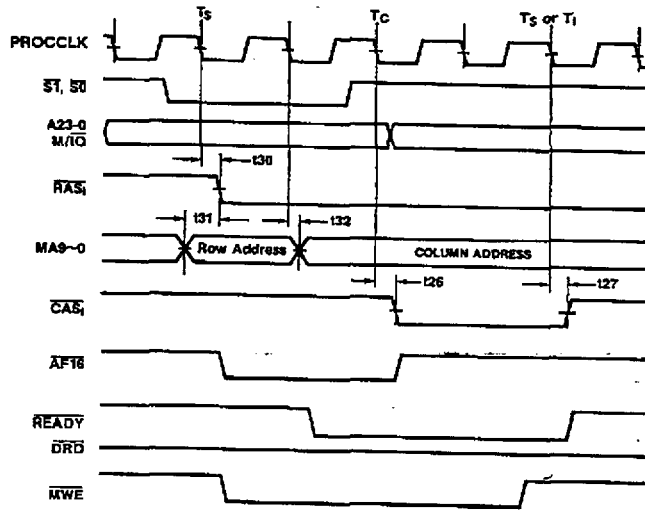 TS TC TS or TI
PROCCLK
S1, S0
A23-0
M/IO
t30
RASi
t31 t32
MA9~0 Row Address COLUMN ADDRESS
t26 t27
CASi
AF16
READY
DRD
MWE